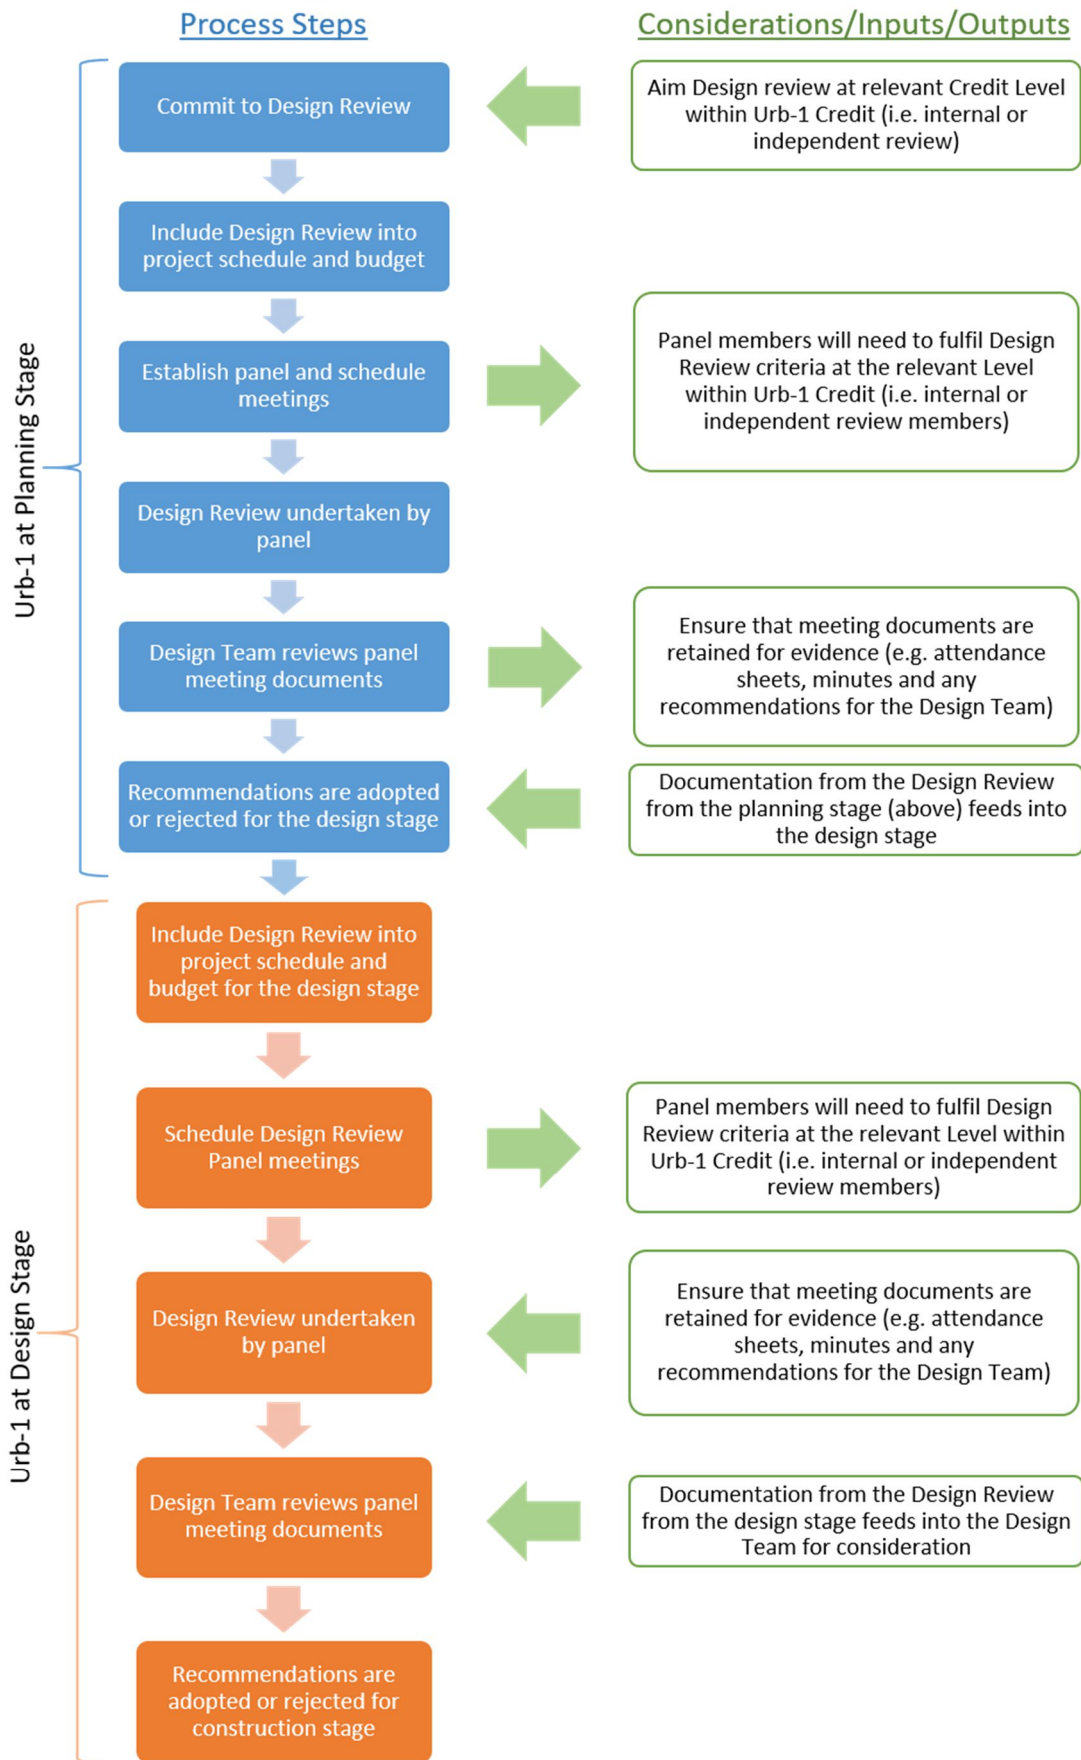 Process Steps
Considerations/Inputs/Outputs
Urb-1 at Planning Stage
Commit to Design Review
Aim Design review at relevant Credit Level
within Urb-1 Credit (i.e. internal or
independent review)
Include Design Review into
project schedule and budget
Establish panel and schedule
meetings
Panel members will need to fulfil Design
Review criteria at the relevant Level
within Urb-1 Credit (i.e. internal or
independent review members)
Design Review undertaken by
panel
Design Team reviews panel
meeting documents
Ensure that meeting documents are
retained for evidence (e.g. attendance
sheets, minutes and any
recommendations for the Design Team)
Recommendations are adopted
or rejected for the design stage
Documentation from the Design Review
from the planning stage (above) feeds into
the design stage
Urb-1 at Design Stage
Include Design Review into
project schedule and
budget for the design stage
Schedule Design Review
Panel meetings
Panel members will need to fulfil Design
Review criteria at the relevant Level within
Urb-1 Credit (i.e. internal or independent
review members)
Design Review undertaken
by panel
Ensure that meeting documents are
retained for evidence (e.g. attendance
sheets, minutes and any
recommendations for the Design Team)
Design Team reviews panel
meeting documents
Documentation from the Design Review
from the design stage feeds into the Design
Team for consideration
Recommendations are
adopted or rejected for
construction stage